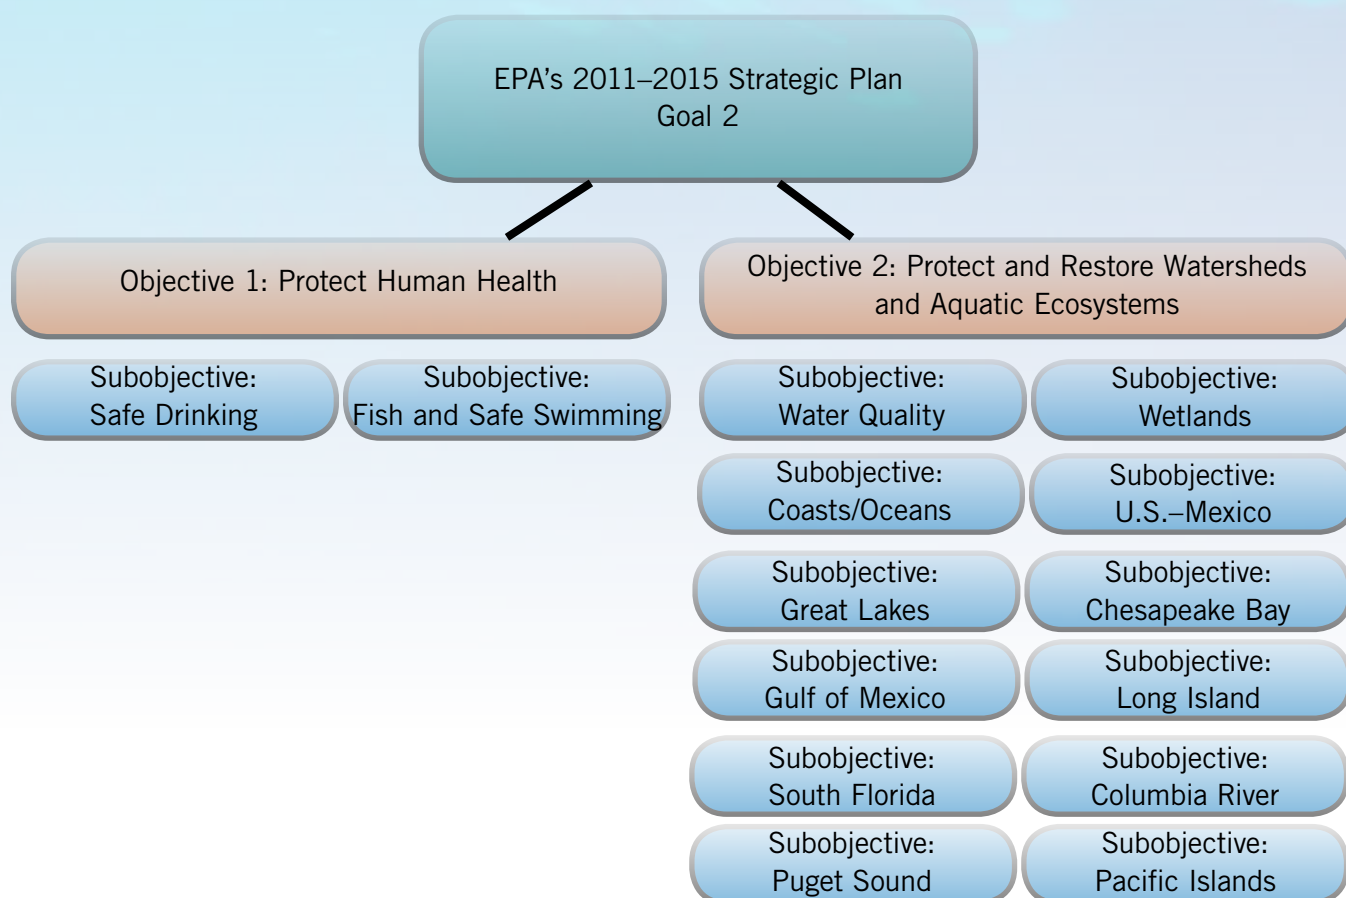 EPA's 2011–2015 Strategic Plan
Goal 2
Objective 1: Protect Human Health
Objective 2: Protect and Restore Watersheds
and Aquatic Ecosystems
Subobjective:
Safe Drinking
Subobjective:
Fish and Safe Swimming
Subobjective:
Water Quality
Subobjective:
Wetlands
Subobjective:
Coasts/Oceans
Subobjective:
U.S.–Mexico
Subobjective:
Great Lakes
Subobjective:
Chesapeake Bay
Subobjective:
Gulf of Mexico
Subobjective:
Long Island
Subobjective:
South Florida
Subobjective:
Columbia River
Subobjective:
Puget Sound
Subobjective:
Pacific Islands